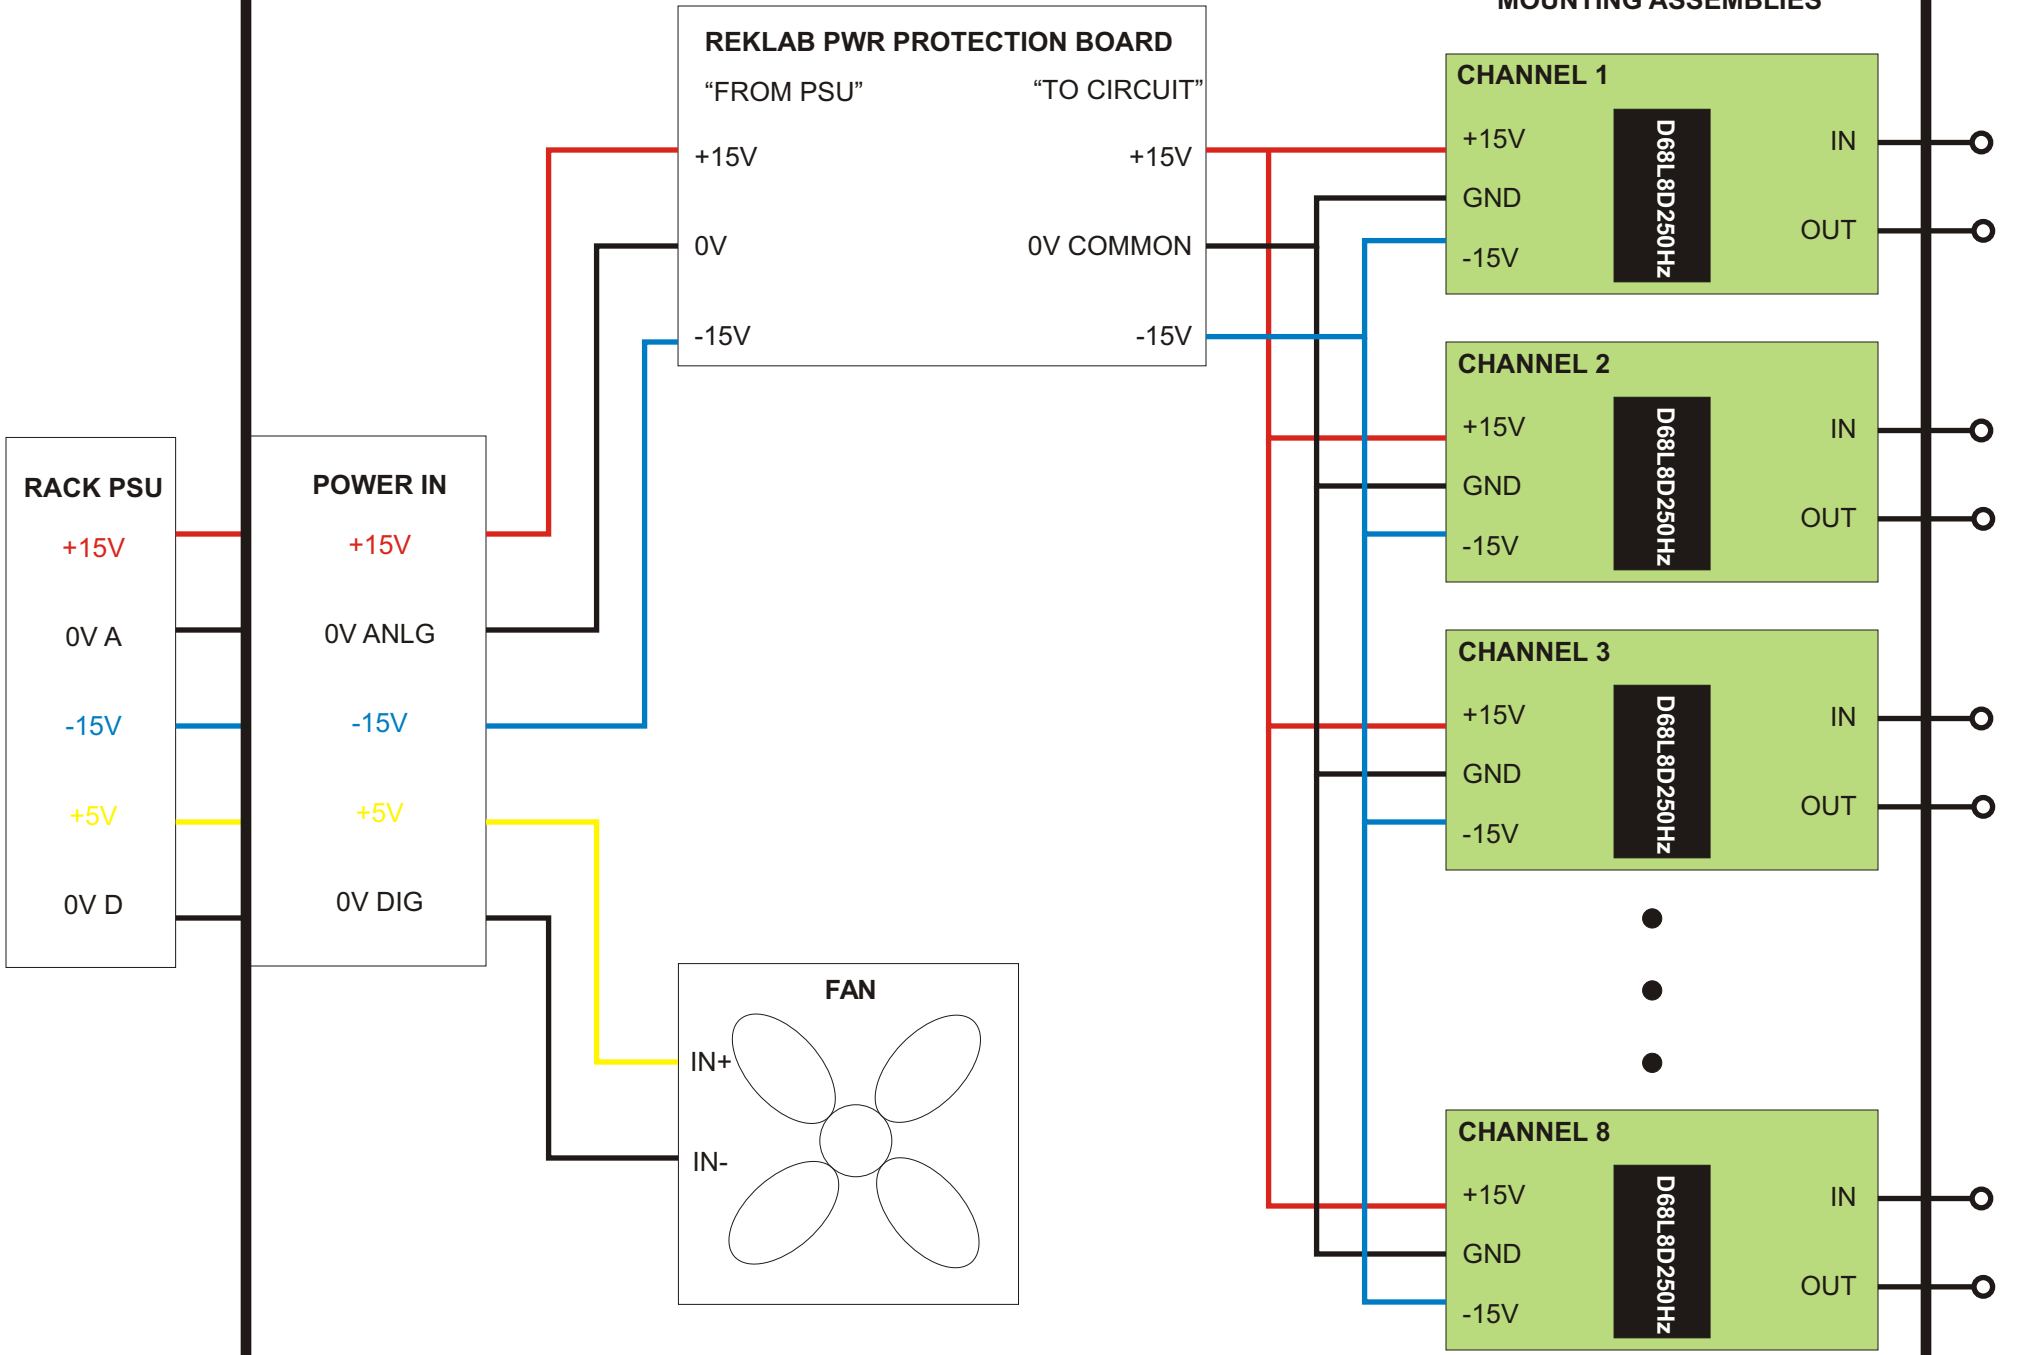 MOUNTING ASSEMBLIES
REKLAB PWR PROTECTION BOARD
“FROM PSU”
“TO CIRCUIT”
+15V
+15V
0V
0V COMMON
-15V
-15V
CHANNEL 1
+15V
GND
-15V
D68L8D250Hz
IN
OUT
CHANNEL 2
+15V
GND
-15V
D68L8D250Hz
IN
OUT
CHANNEL 3
+15V
GND
-15V
D68L8D250Hz
IN
OUT
CHANNEL 8
+15V
GND
-15V
D68L8D250Hz
IN
OUT
RACK PSU
+15V
0V A
-15V
+5V
0V D
POWER IN
+15V
0V ANLG
-15V
+5V
0V DIG
FAN
IN+
IN-